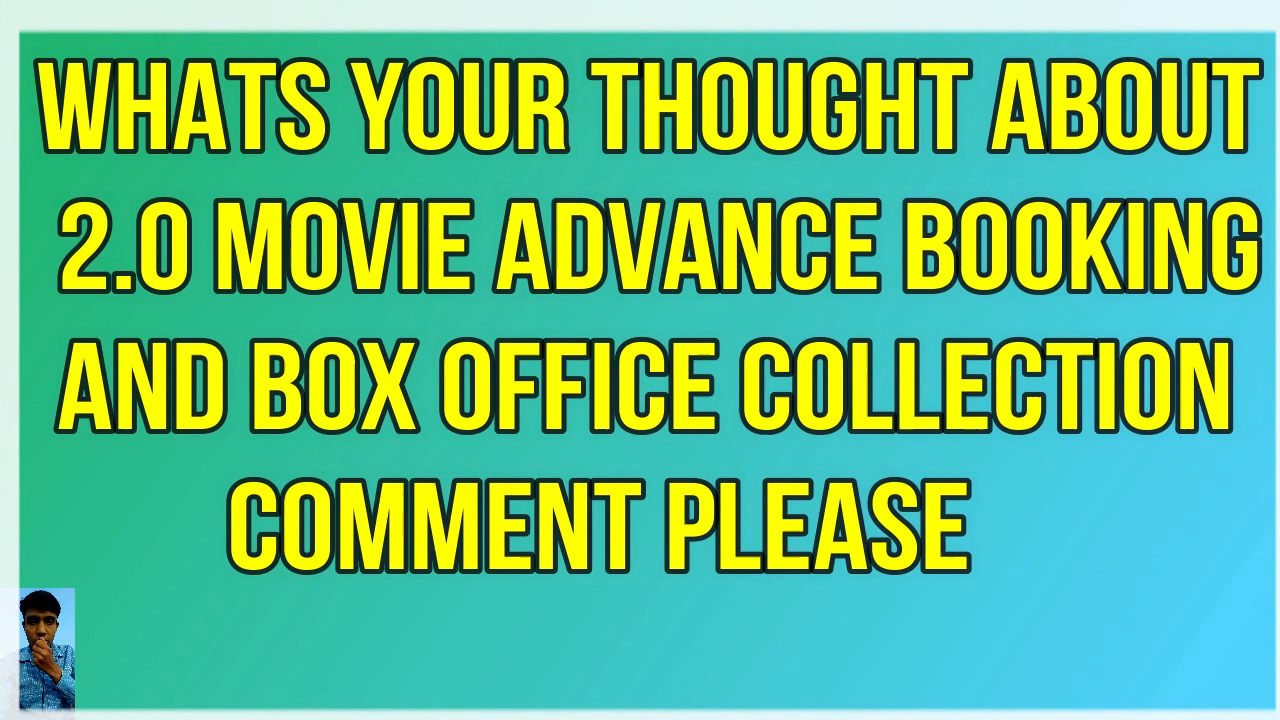 WHATS YOUR THOUGHT ABOUT
2.0 MOVIE ADVANCE BOOKING
AND BOX OFFICE COLLECTION
COMMENT PLEASE